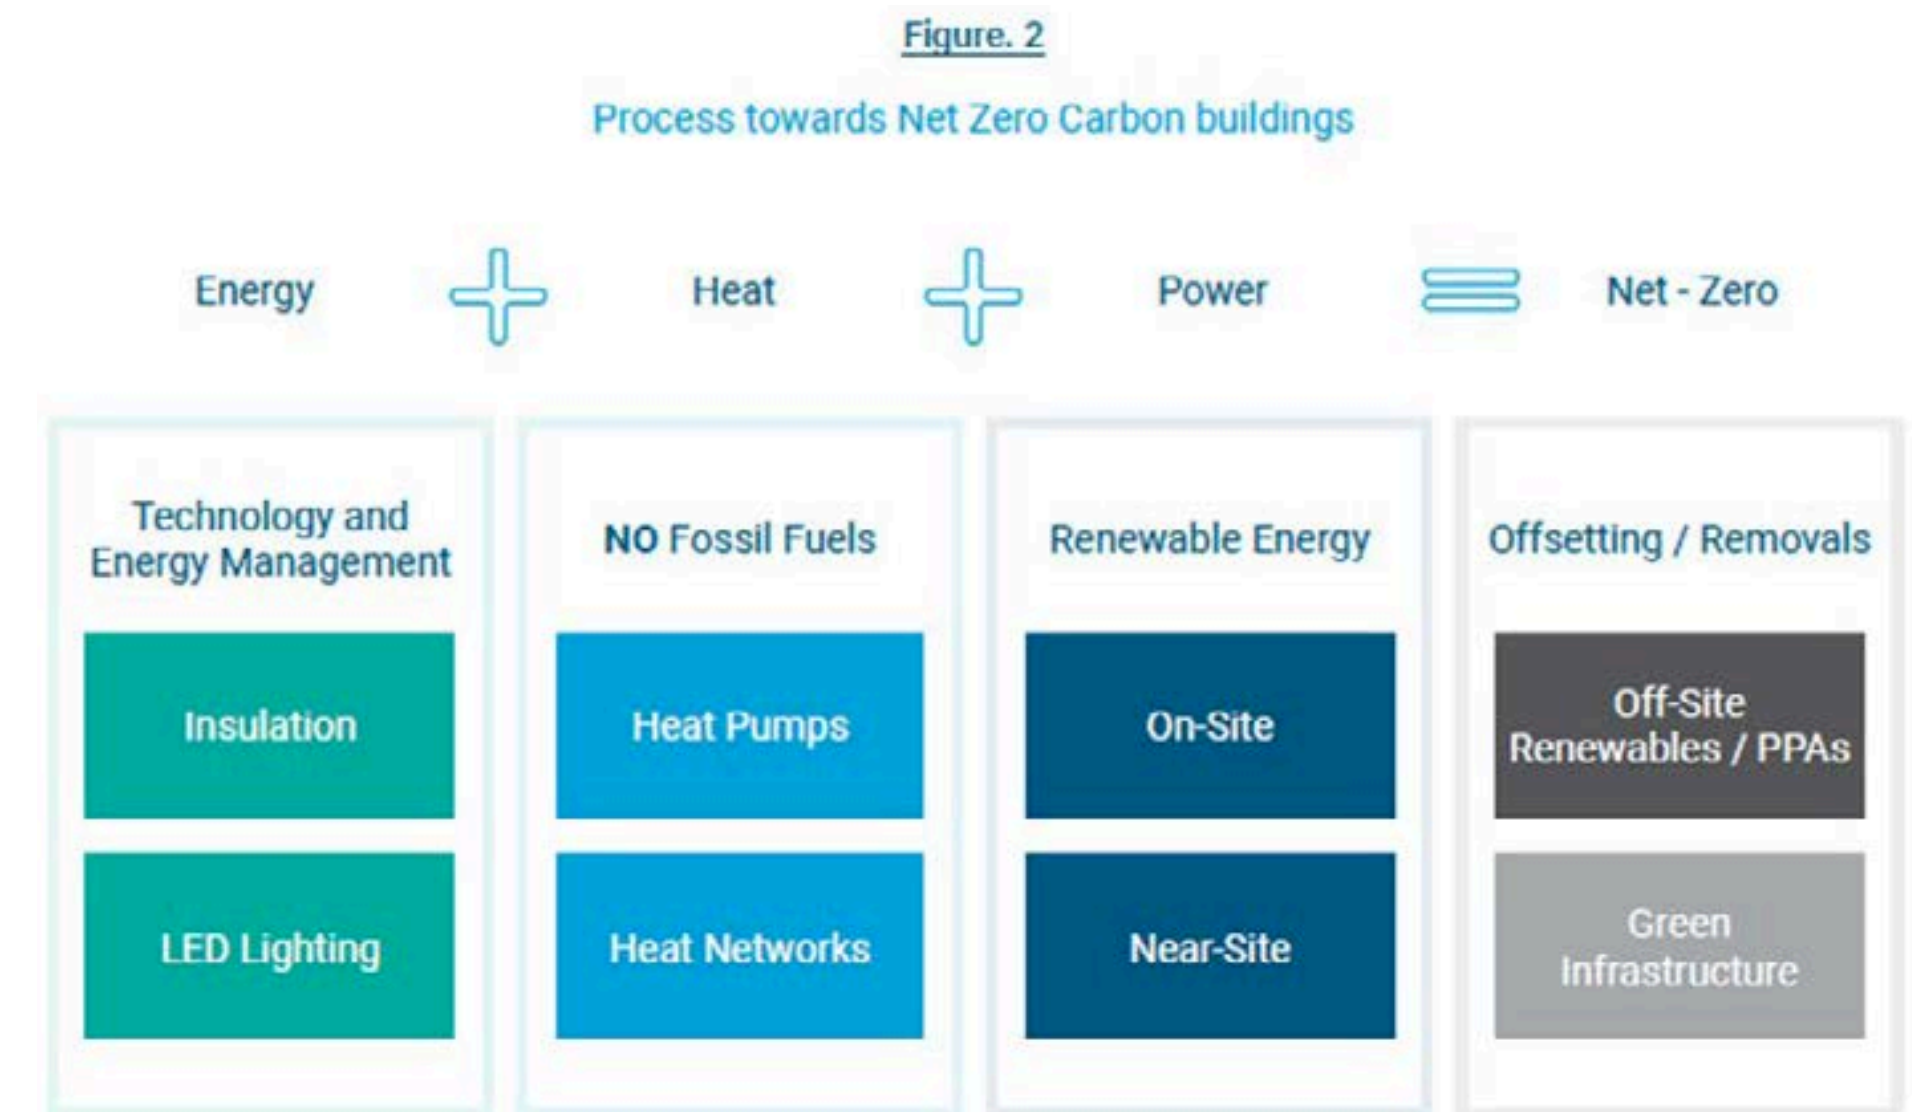 Figure. 2
Process towards Net Zero Carbon buildings
Energy
Heat
Power
Net - Zero
Technology and
Energy Management
Insulation
LED Lighting
NO Fossil Fuels
Heat Pumps
Heat Networks
Renewable Energy
On-Site
Near-Site
Offsetting / Removals
Off-Site
Renewables / PPAs
Green
Infrastructure